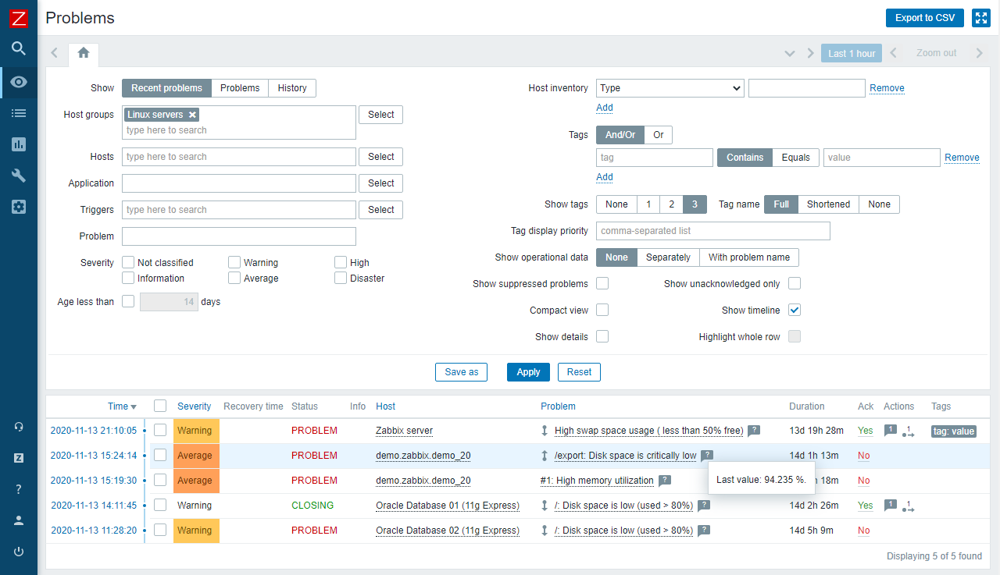 Z
Problems
Export to CSV
Last 1 hour
Zoom out
Show Recent problems Problems History
Host inventory Type Remove
Add
Host groups Linux servers Select
type here to search
Tags And/Or Or
Hosts type here to search Select
tag Contains Equals value Remove
Add
Application Select
Triggers type here to search Select
Show tags None 1 2 3 Tag name Full Shortened None
Problem
Tag display priority comma-separated list
Severity Not classified Warning High
Information Average Disaster
Show operational data None Separately With problem name
Age less than 14 days
Show suppressed problems Show unacknowledged only
Compact view Show timeline
Show details Highlight whole row
Save as Apply Reset
Time Severity Recovery time Status Info Host Problem Duration Ack Actions Tags
2020-11-13 21:10:05 Warning PROBLEM Zabbix server High swap space usage ( less than 50% free) ? 13d 19h 28m Yes 1 1 tag: value
2020-11-13 15:24:14 Average PROBLEM demo.zabbix.demo_20 /export: Disk space is critically low ? 14d 1h 13m No
Last value: 94.235 %.
2020-11-13 15:19:30 Average PROBLEM demo.zabbix.demo_20 #1: High memory utilization ? 18m No
2020-11-13 14:11:45 Warning CLOSING Oracle Database 01 (11g Express) /: Disk space is low (used > 80%) ? 14d 2h 26m Yes 1 1
2020-11-13 11:28:20 Warning PROBLEM Oracle Database 02 (11g Express) /: Disk space is low (used > 80%) ? 14d 5h 9m No
Displaying 5 of 5 found
Z
?